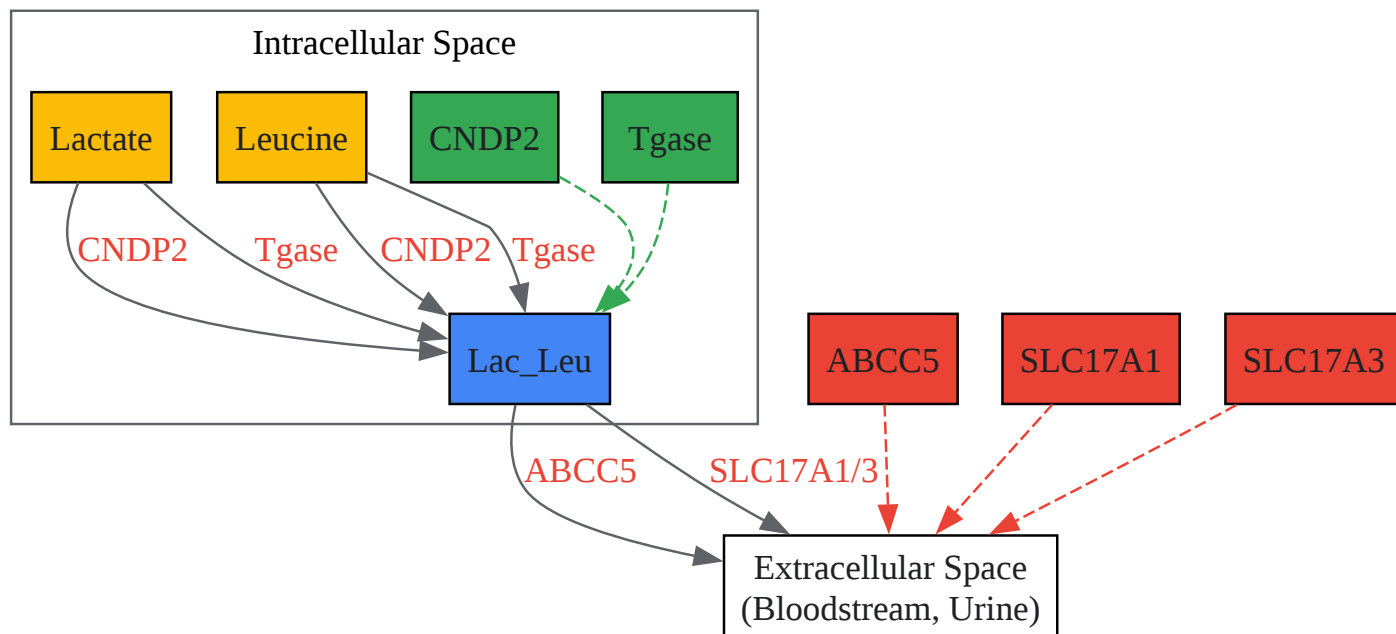 Intracellular Space
Lactate
Leucine
CNDP2
Tgase
CNDP2
Tgase
CNDP2
Tgase
Lac_Leu
ABCC5
SLC17A1
SLC17A3
ABCC5
SLC17A1/3
Extracellular Space
(Bloodstream, Urine)